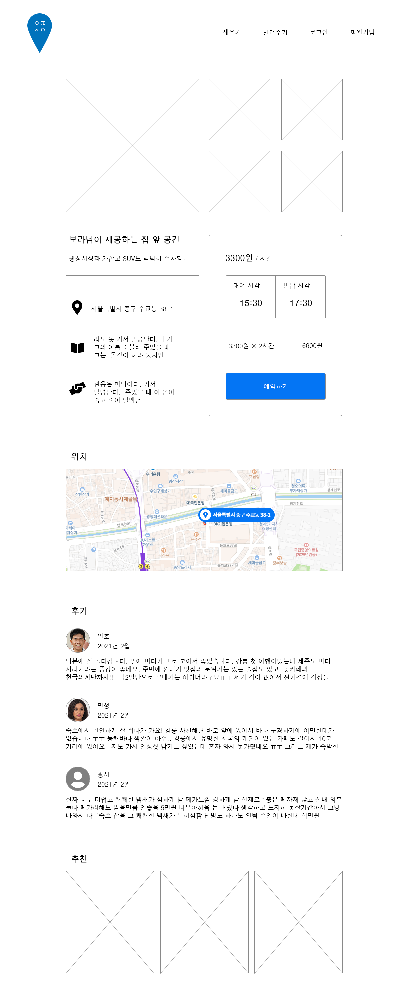 ㅇㄸ
ㅅㅇ
세우기 빌려주기 로그인 회원가입
보라님이 제공하는 집 앞 공간
광장시장과 가깝고 SUV도 넉넉히 주차되는
서울특별시 중구 주교동 38-1
리도 못 가서 발병난다. 내가
그의 이름을 불러 주었을 때
그는 돌같이 하라 뭉치면
관용은 미덕이다. 가서
발병난다. 주었을 때 이 몸이
죽고 죽어 일백번
3300원 / 시간
대여 시각 반납 시각
15:30 17:30
3300원 × 2시간 6600원
예약하기
위치
로30길
우리은행
동로
광장시장
호남집
창경궁로
삼원상가
수입구제상가
청계천로
새마을금고
CU
CU
청오의류
부자재상가
청계천로
예지동시계골목
KB국민은행
청계천로
서울특별시 중구 주교동 38-1
청계천로
광장패션타운
IBK기업은행
청계5가지하
쇼핑센터
청계천로
아세아
전자상가
2U게스트
하우스
은주정
창경궁로
동호로37길
동호로
국립중앙의료원
(2025년완공)
P
우래옥
청계천로
CU
3 4
중앙프라자
을지로27가길
새마을금고
장수보쌈
후기
인호
2021년 2월
덕분에 잘 놀다갑니다. 앞에 바다가 바로 보여서 좋았습니다. 강릉 첫 여행이었는데 제주도 바다
저리가라는 풍경이 좋네요. 주변에 껍데기 맛집과 분위기는 있는 술집도 있고, 곳카페와
천국의계단까지!! 1박2일만으로 끝내기는 아쉽더라구요ㅠㅠ 제가 겁이 많아서 싼가격에 걱정을
민정
2021년 2월
숙소에서 편안하게 잘 쉬다가 가요! 강릉 사천해변 바로 앞에 있어서 바다 구경하기에 이만한데가
없습니다 ㅜㅜ 동해바다 색깔이 아주.. 강릉에서 유명한 천국의 계단이 있는 카페도 걸어서 10분
거리에 있어요!! 저도 가서 인생샷 남기고 싶었는데 혼자 와서 못가봤네요 ㅠㅜ 그리고 제가 숙박한
광서
2021년 2월
진짜 너무 더럽고 쾌쾌한 냄새가 심하게 남 폐가느낌 강하게 남 실제로 1층은 폐자재 많고 실내 외부
둘다 폐가라해도 믿을만큼 안좋음 5만원 너무아까움 돈 버렸다 생각하고 도저히 못잘거같아서 그냥
나와서 다른숙소 잡음 그 쾌쾌한 냄새가 특히심함 난방도 하나도 안됨 주인이 나한테 십만원
추천